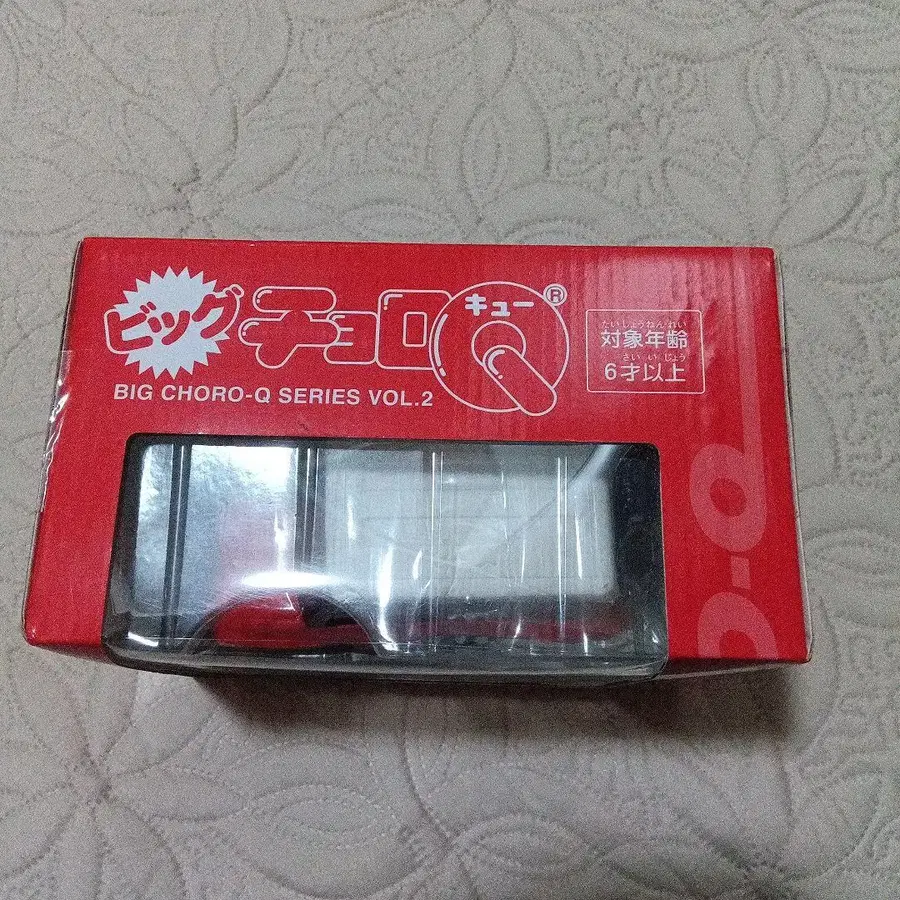 ビッグ チョロQ キュー ®
BIG CHORO-Q SERIES VOL.2
たいしょうねんれい
対象年齢
さい い じょう
6才以上